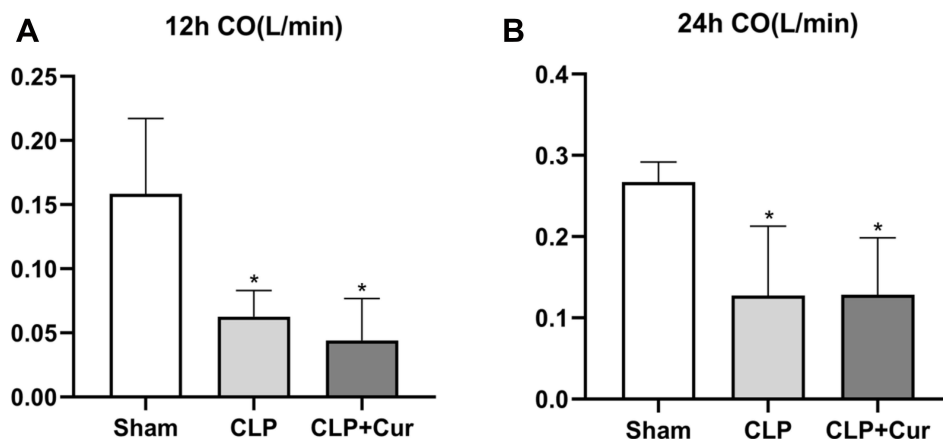 A
12h CO(L/min)
0.25
0.20
0.15
0.10
0.05
0.00
*
*
Sham
CLP
CLP+Cur
B
24h CO(L/min)
0.4
0.3
0.2
0.1
0.0
*
*
Sham
CLP
CLP+Cur